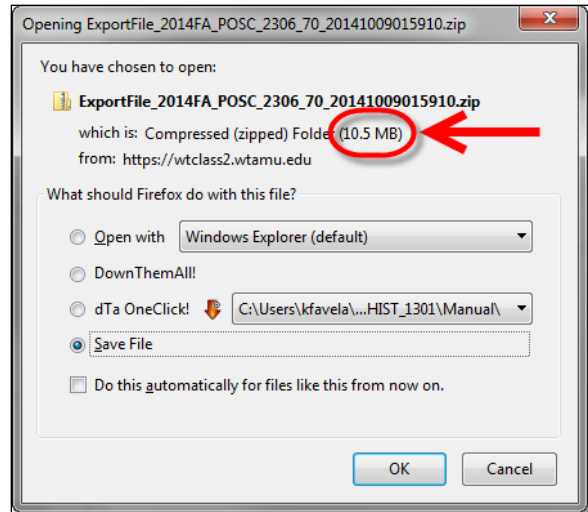 Opening ExportFile_2014FA_POSC_2306_70_20141009015910.zip
You have chosen to open:
ExportFile_2014FA_POSC_2306_70_20141009015910.zip
which is: Compressed (zipped) Folder (10.5 MB)
from: https://wtclass2.wtamu.edu
What should Firefox do with this file?
Open with Windows Explorer (default)
DownThemAll!
dTa OneClick! C:\Users\kfavela\...HIST_1301\Manual\
Save File
Do this automatically for files like this from now on.
OK Cancel